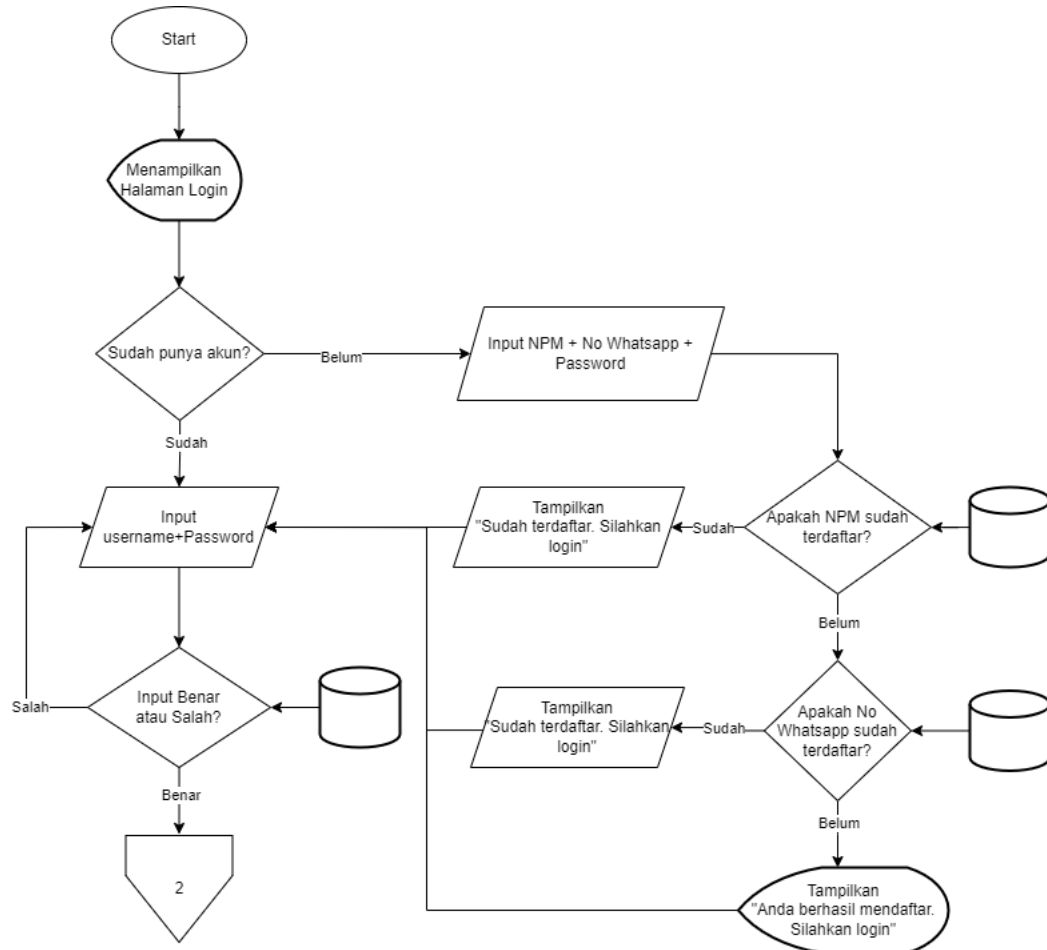 Start
Menampilkan
Halaman Login
Sudah punya akun?
Belum
Input NPM + No Whatsapp +
Password
Sudah
Input
username+Password
Tampilkan
"Sudah terdaftar. Silahkan
login"
Sudah
Apakah NPM sudah
terdaftar?
Belum
Salah
Input Benar
atau Salah?
Tampilkan
"Sudah terdaftar. Silahkan
login"
Sudah
Apakah No
Whatsapp sudah
terdaftar?
Benar
Belum
2
Tampilkan
"Anda berhasil mendaftar.
Silahkan login"